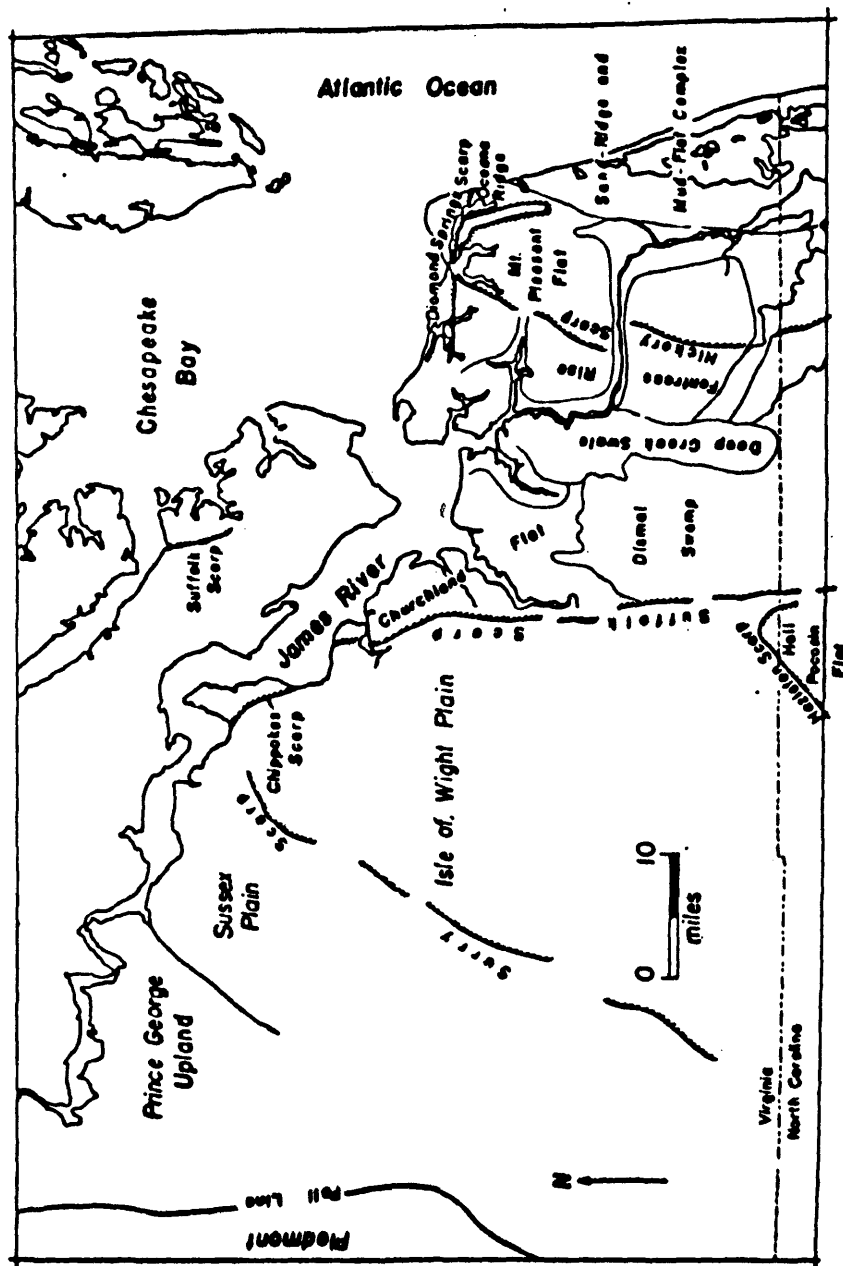 Atlantic Ocean
Chesapeake
Bay
Sand-Ridge and
Mud-Flat Complex
Diamond Springs Scarp
Oceana
Ridge
Mt.
Pleasant
Flat
Scarp
Rise
Hickory
Fentress
Deep Creek Swale
Suffolk
Scarp
James River
Churchland
Flat
Dismal
Swamp
Scarp
Suffolk
Hazleton Scarp
Hall
Pocosin
Flat
Chippokes
Scarp
Scarp
Surry
Isle of Wight Plain
Sussex
Plain
Prince George
Upland
0 10
miles
Virginia
North Carolina
N
Fall Line
Piedmont